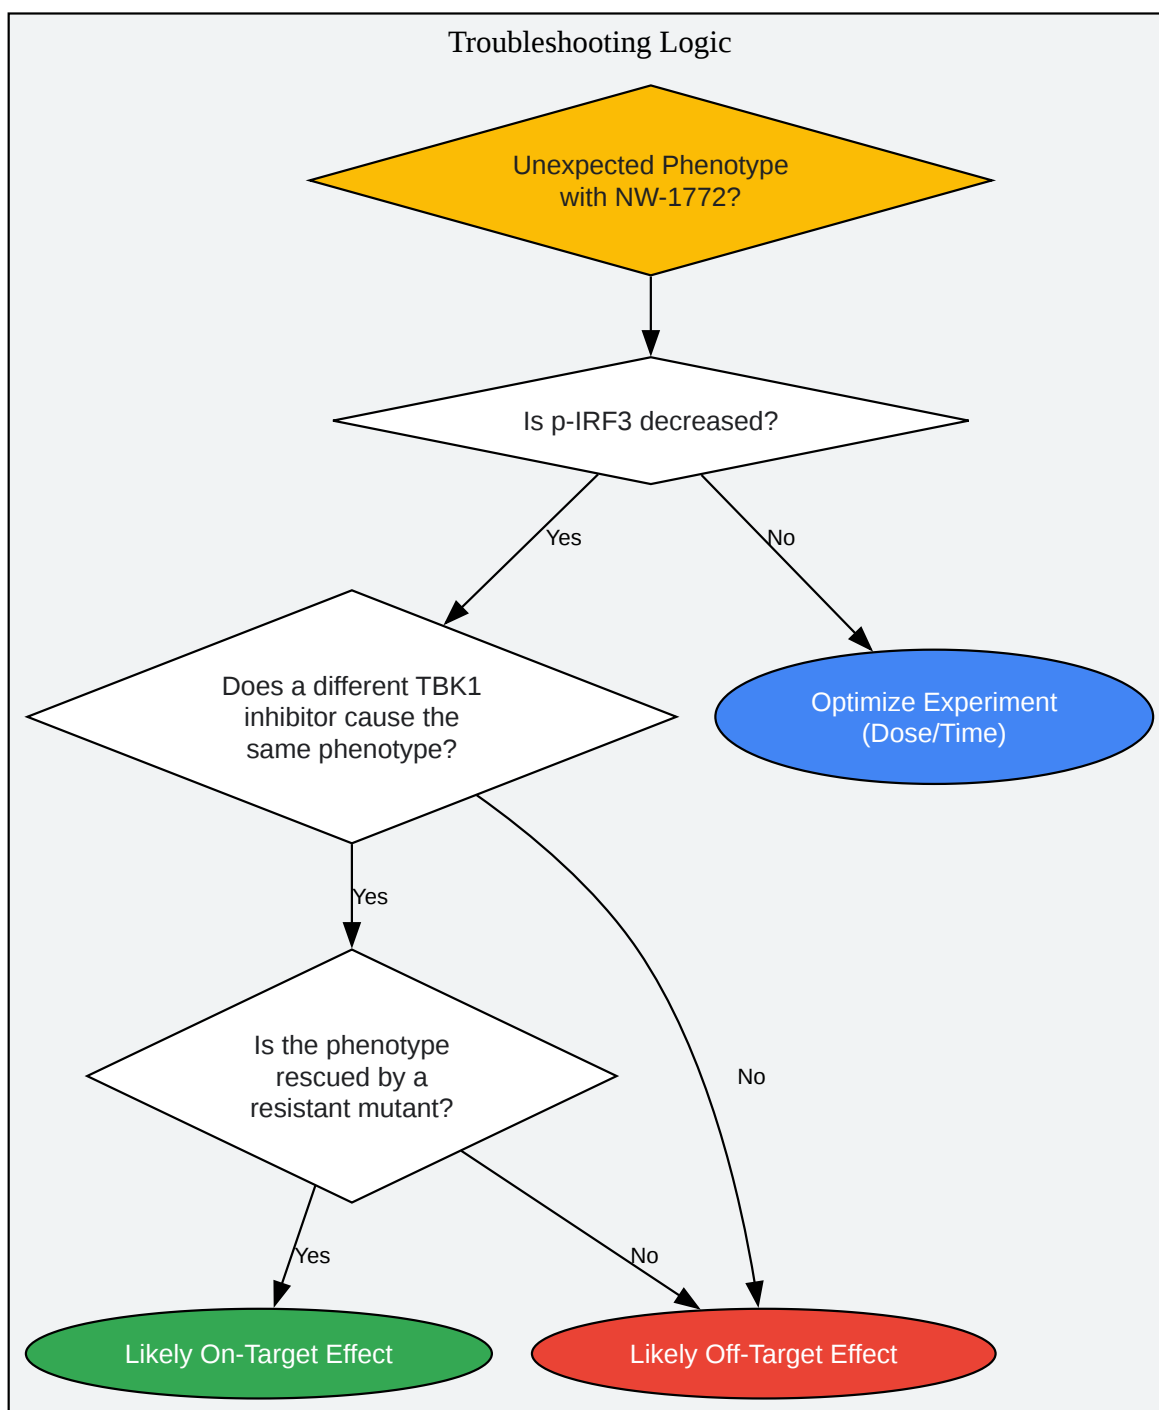 Troubleshooting Logic
Unexpected Phenotype
with NW-1772?
Is p-IRF3 decreased?
Yes
No
Does a different TBK1
inhibitor cause the
same phenotype?
Optimize Experiment
(Dose/Time)
Yes
Is the phenotype
rescued by a
resistant mutant?
No
Yes
No
Likely On-Target Effect
Likely Off-Target Effect